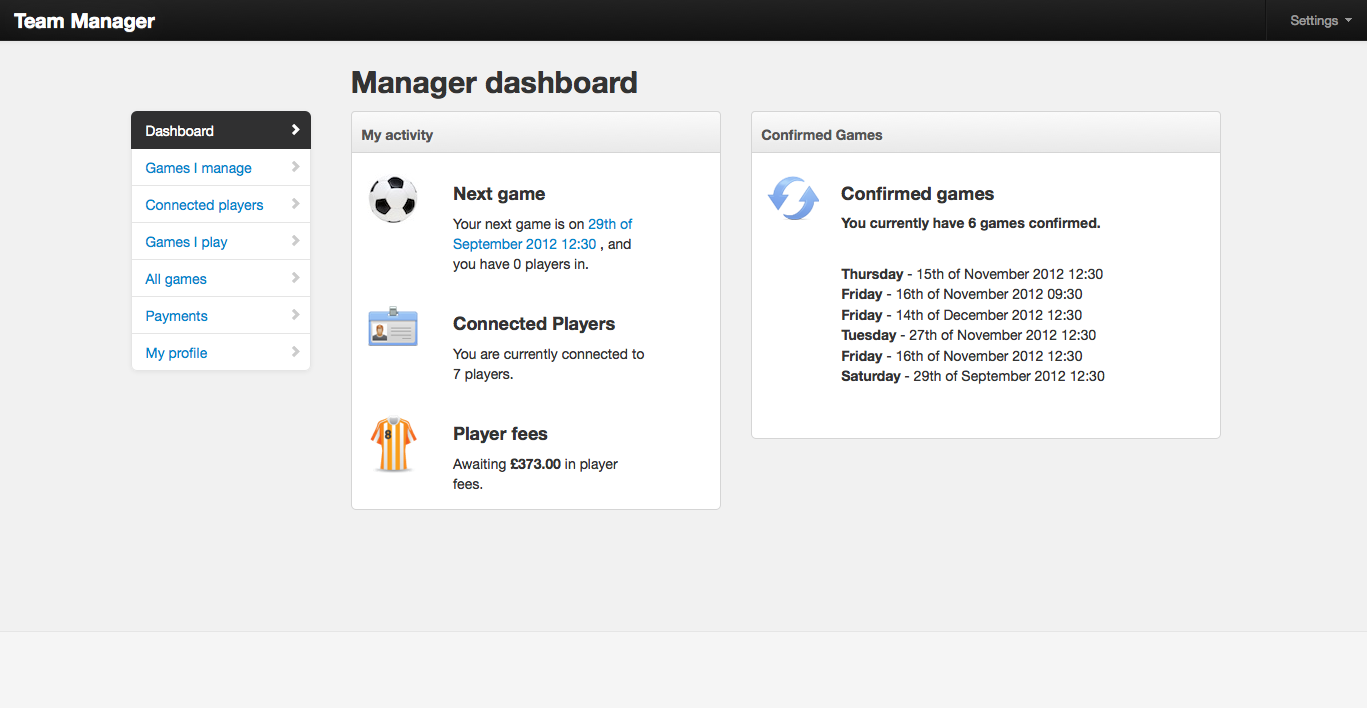 Team Manager
Settings
Manager dashboard
Dashboard
Games I manage
Connected players
Games I play
All games
Payments
My profile
My activity
Next game
Your next game is on 29th of
September 2012 12:30 , and
you have 0 players in.
Connected Players
You are currently connected to
7 players.
8
Player fees
Awaiting £373.00 in player
fees.
Confirmed Games
Confirmed games
You currently have 6 games confirmed.
Thursday - 15th of November 2012 12:30
Friday - 16th of November 2012 09:30
Friday - 14th of December 2012 12:30
Tuesday - 27th of November 2012 12:30
Friday - 16th of November 2012 12:30
Saturday - 29th of September 2012 12:30